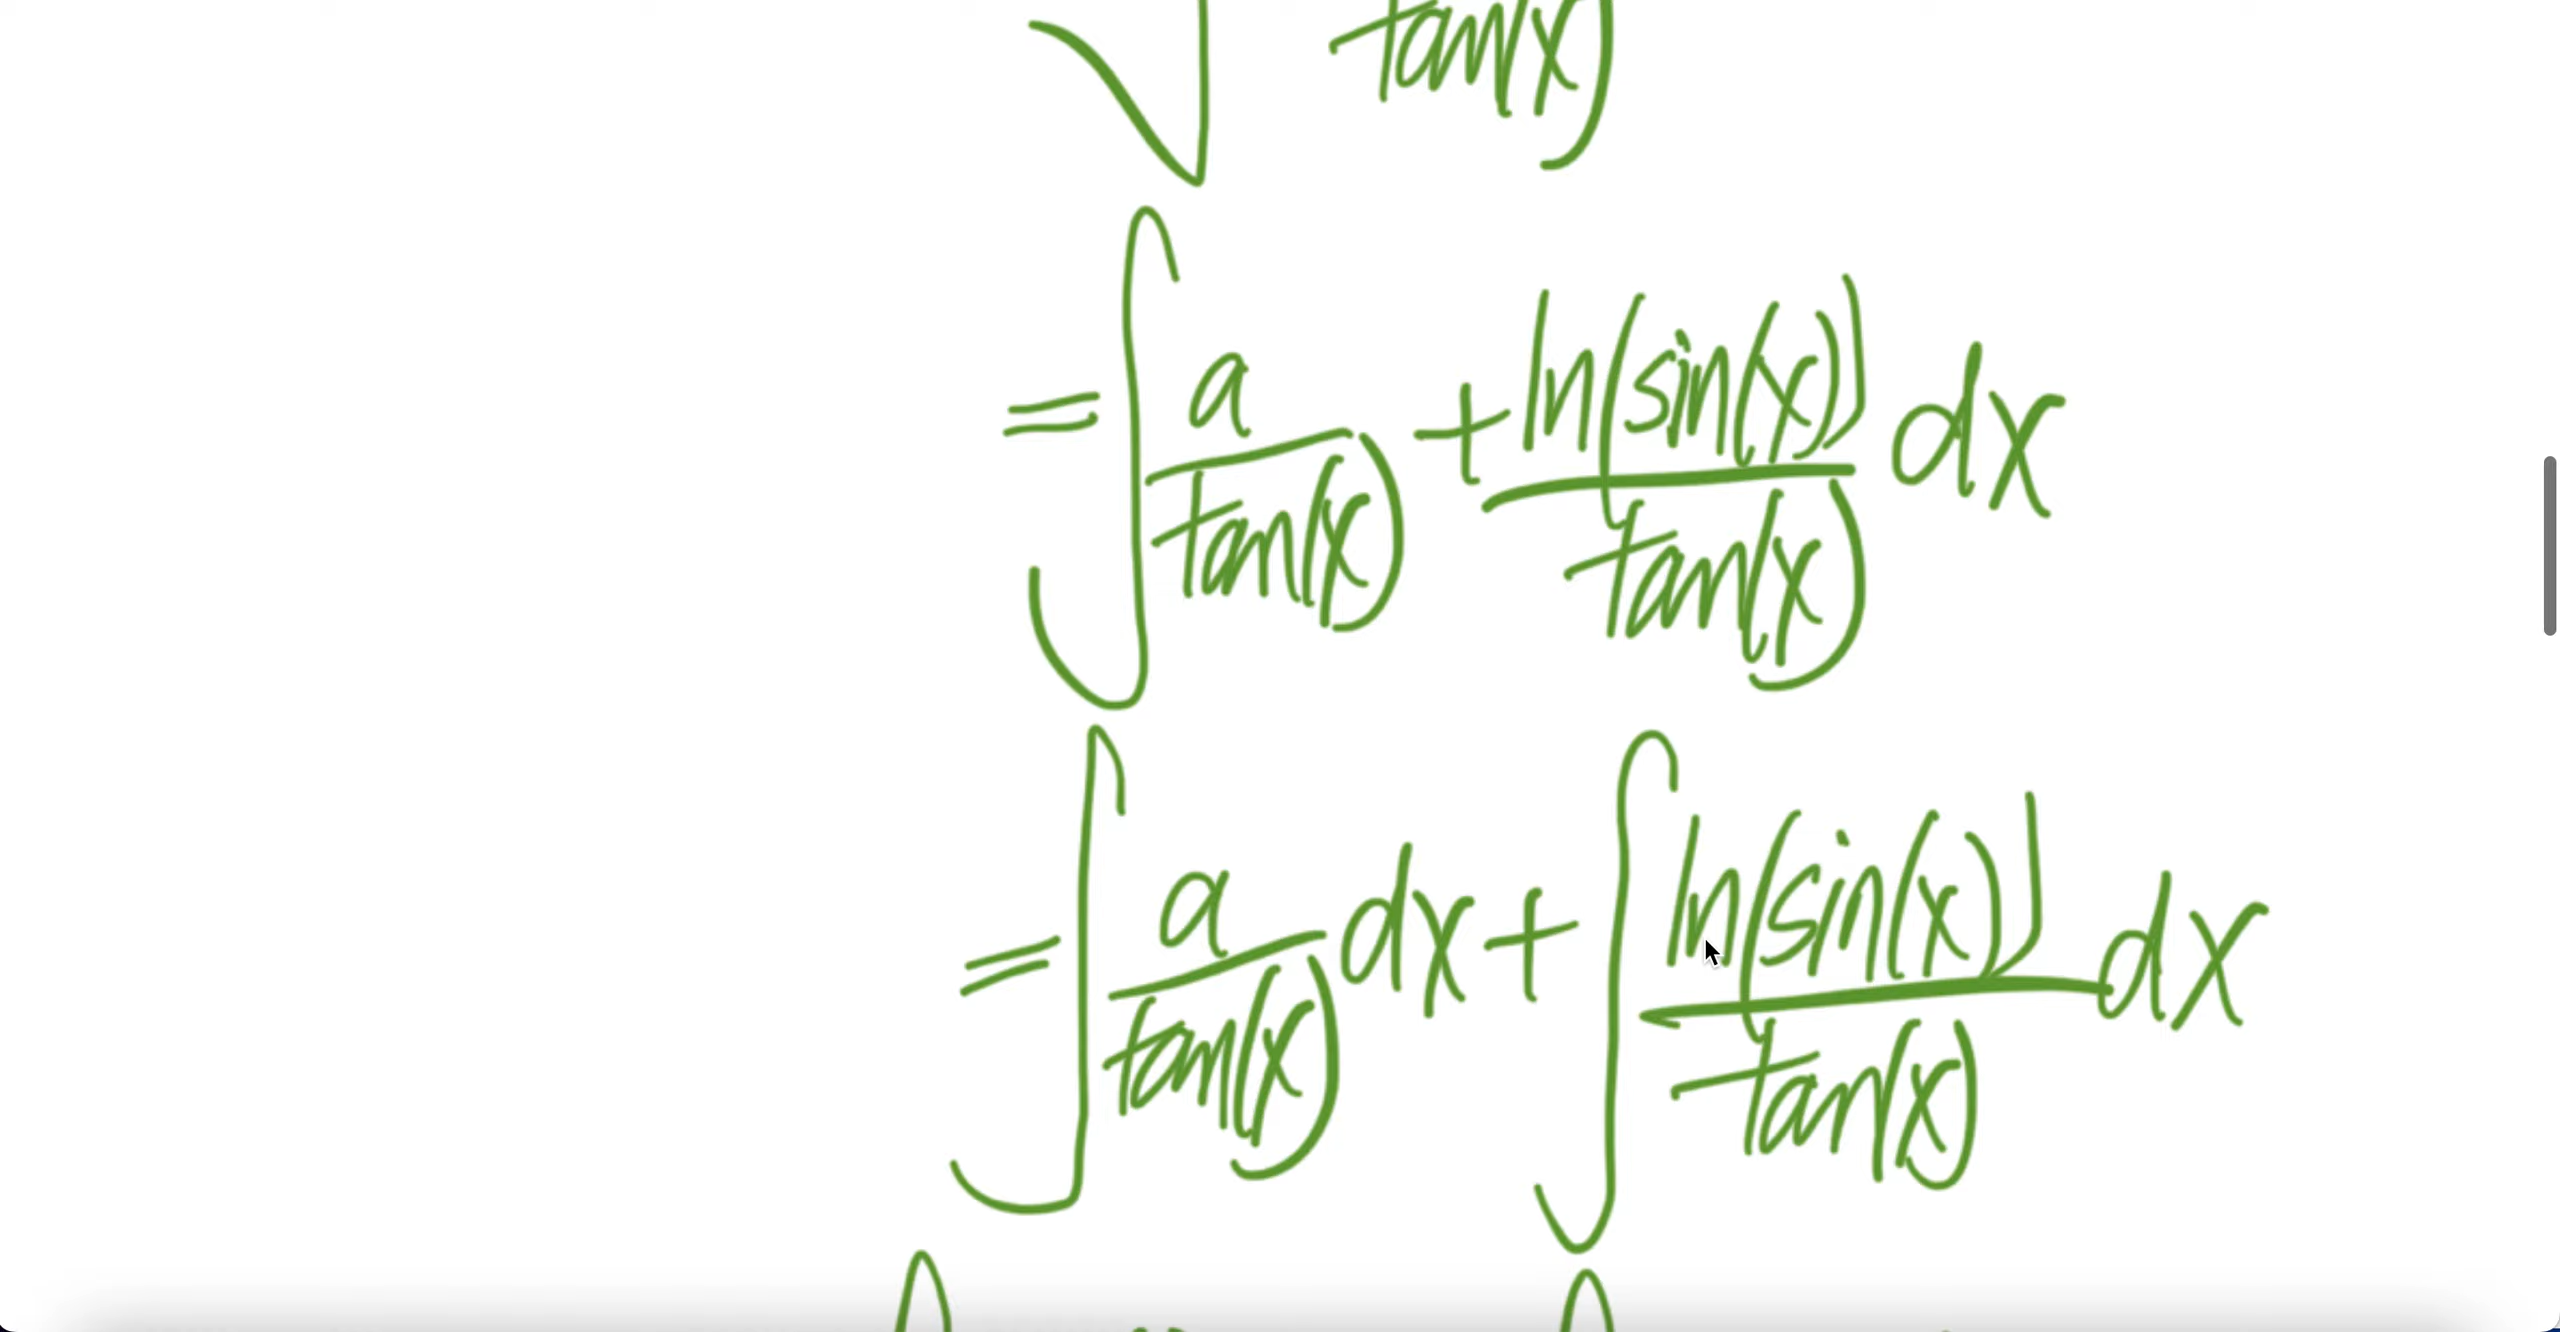 tan(x)
= ∫ a/tan(x) + ln(sin(x))/tan(x) dx
= ∫ a/tan(x) dx + ∫ ln(sin(x))/tan(x) dx